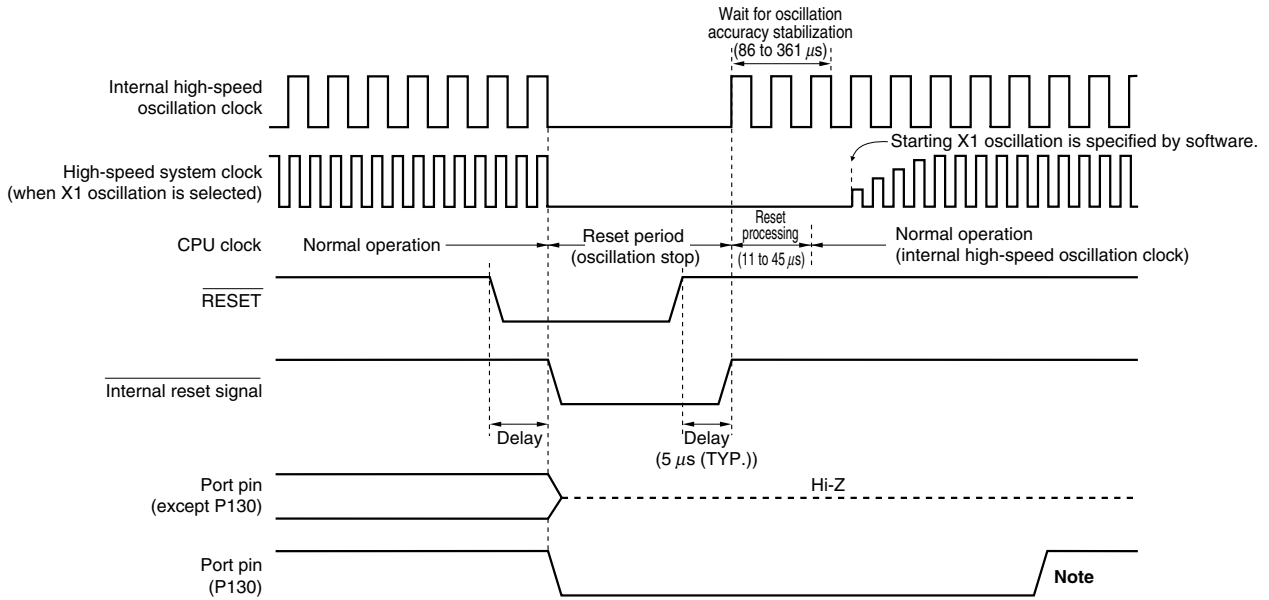 Wait for oscillation
accuracy stabilization
(86 to 361 μs)
Internal high-speed
oscillation clock
Starting X1 oscillation is specified by software.
High-speed system clock
(when X1 oscillation is selected)
CPU clock
Normal operation
Reset period
(oscillation stop)
Reset
processing
(11 to 45 μs)
Normal operation
(internal high-speed oscillation clock)
RESET
Internal reset signal
Delay
Delay
(5 μs (TYP.))
Port pin
(except P130)
Hi-Z
Port pin
(P130)
Note